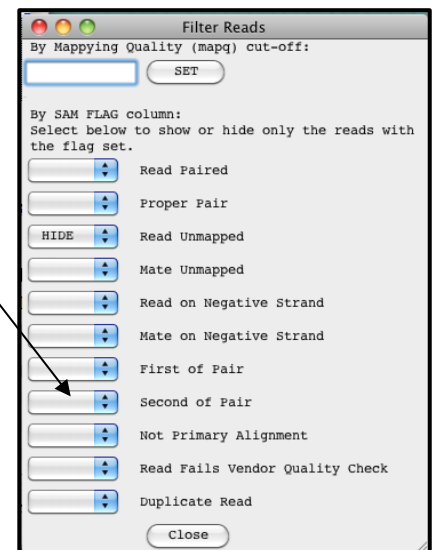 Filter Reads
By Mappying Quality (mapq) cut-off:
SET
By SAM FLAG column:
Select below to show or hide only the reads with
the flag set.
Read Paired
Proper Pair
HIDE Read Unmapped
Mate Unmapped
Read on Negative Strand
Mate on Negative Strand
First of Pair
Second of Pair
Not Primary Alignment
Read Fails Vendor Quality Check
Duplicate Read
Close